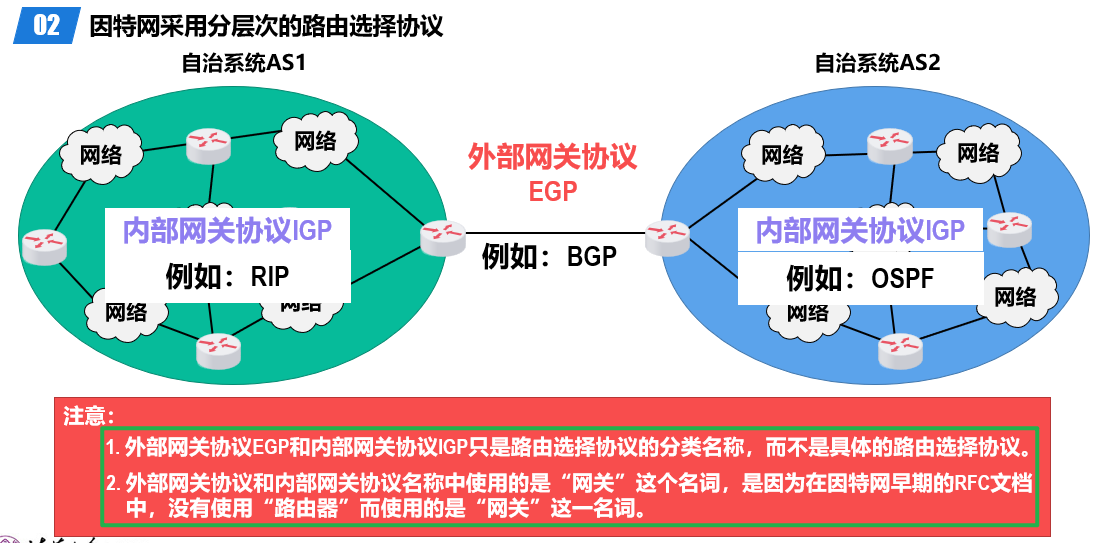 02 因特网采用分层次的路由选择协议
自治系统AS1
自治系统AS2
网络
网络
网络
网络
外部网关协议
EGP
例如：BGP
内部网关协议IGP
例如：RIP
内部网关协议IGP
例如：OSPF
网络
网络
网络
网络
注意：
1. 外部网关协议EGP和内部网关协议IGP只是路由选择协议的分类名称，而不是具体的路由选择协议。
2. 外部网关协议和内部网关协议名称中使用的是“网关”这个名词，是因为在因特网早期的RFC文档
中，没有使用“路由器”而使用的是“网关”这一名词。